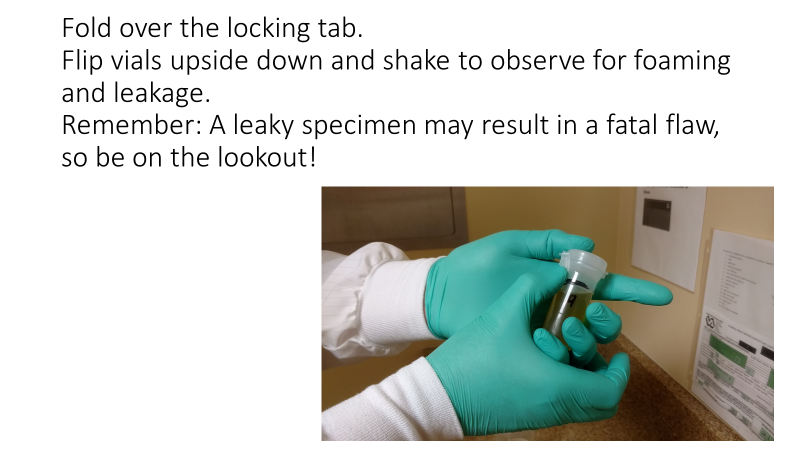 Fold over the locking tab.
Flip vials upside down and shake to observe for foaming
and leakage.
Remember: A leaky specimen may result in a fatal flaw,
so be on the lookout!